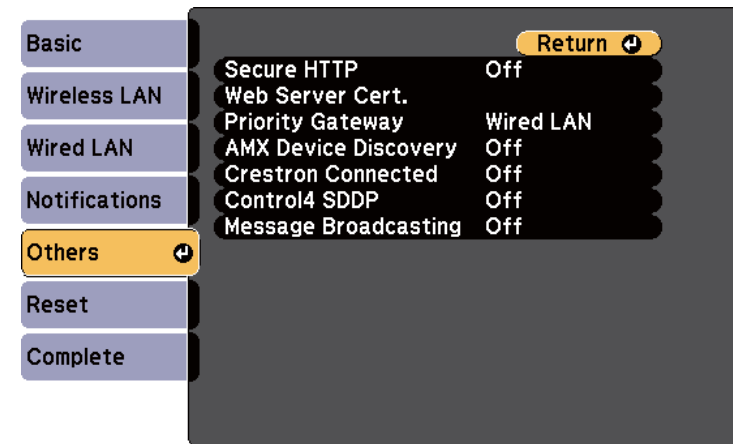 Basic
Wireless LAN
Wired LAN
Notifications
Others
Reset
Complete
Return
Secure HTTP Off
Web Server Cert.
Priority Gateway Wired LAN
AMX Device Discovery Off
Crestron Connected Off
Control4 SDDP Off
Message Broadcasting Off